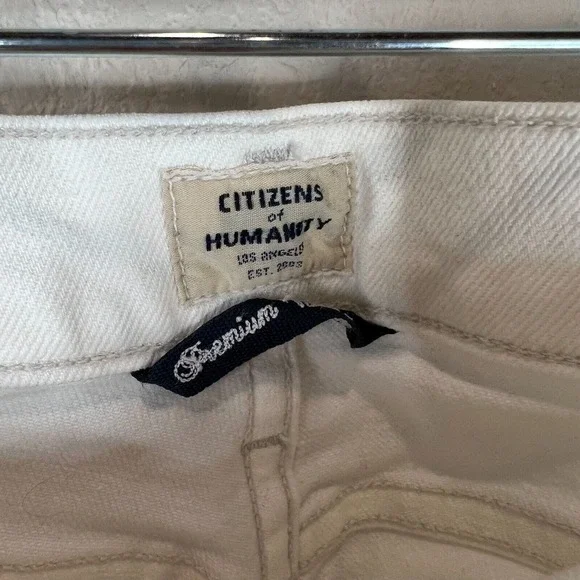 CITIZENS
of
HUMANITY
LOS ANGELES
EST. 2003
Premium